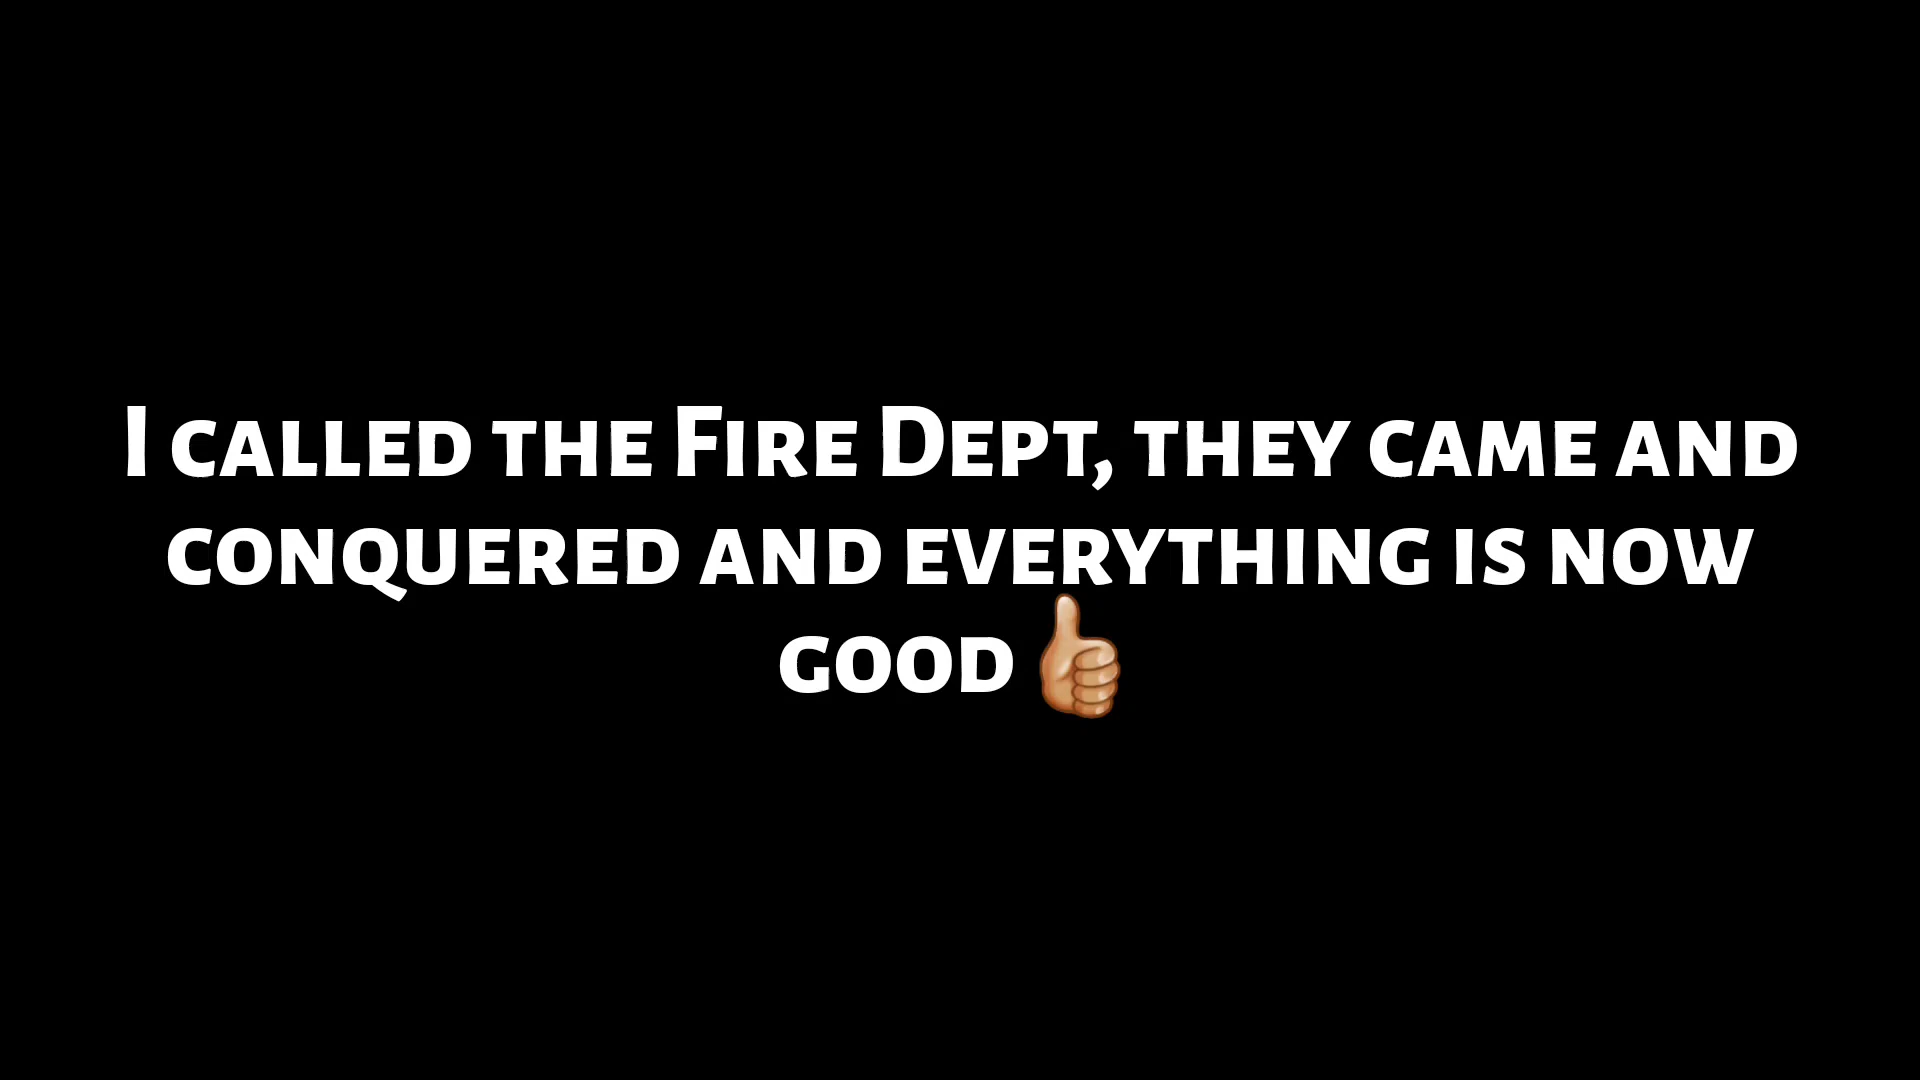 I called the Fire Dept, they came and
conquered and everything is now
good 👍🏼